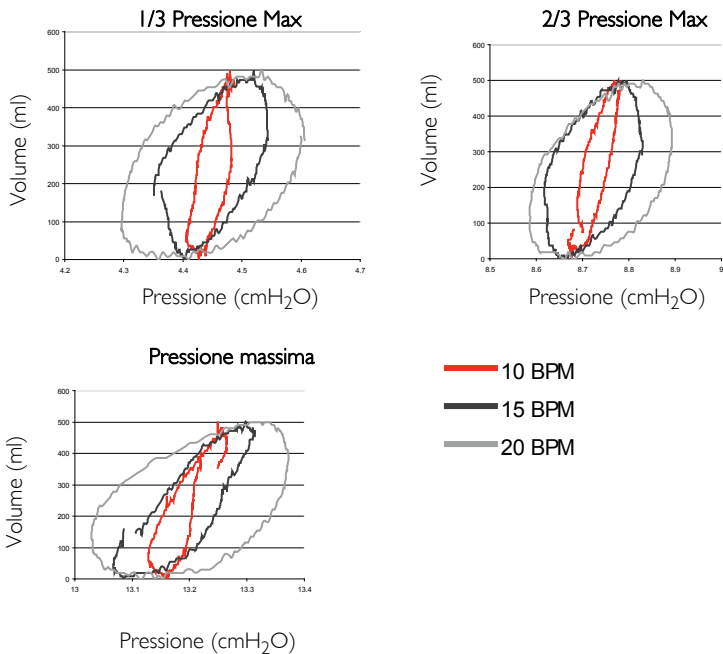 1/3 Pressione Max
600
500
400
300
200
100
0
Volume (ml)
4.2 4.3 4.4 4.5 4.6 4.7
Pressione (cmH₂O)
2/3 Pressione Max
600
500
400
300
200
100
0
Volume (ml)
8.5 8.6 8.7 8.8 8.9 9
Pressione (cmH₂O)
Pressione massima
600
500
400
300
200
100
0
Volume (ml)
13 13.1 13.2 13.3 13.4
Pressione (cmH₂O)
10 BPM
15 BPM
20 BPM